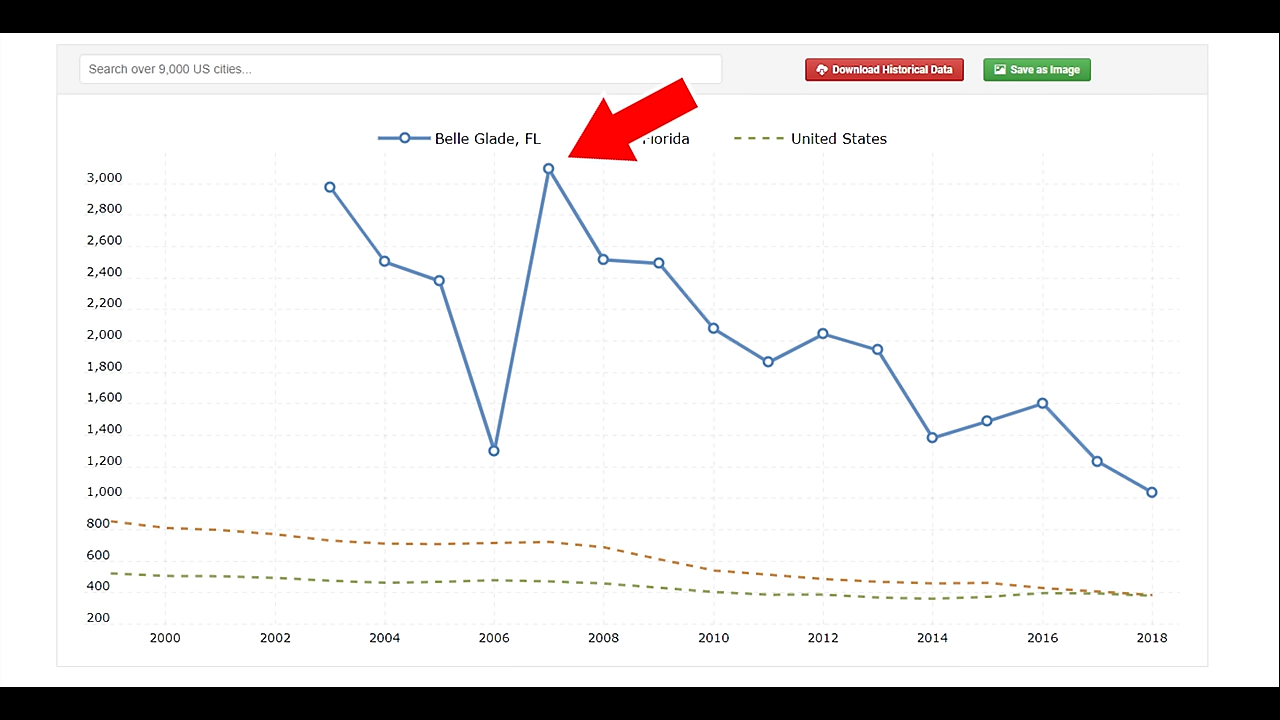 Search over 9,000 US cities...
Download Historical Data
Save as Image
Belle Glade, FL
United States
3,000
2,800
2,600
2,400
2,200
2,000
1,800
1,600
1,400
1,200
1,000
800
600
400
200
2000 2002 2004 2006 2008 2010 2012 2014 2016 2018